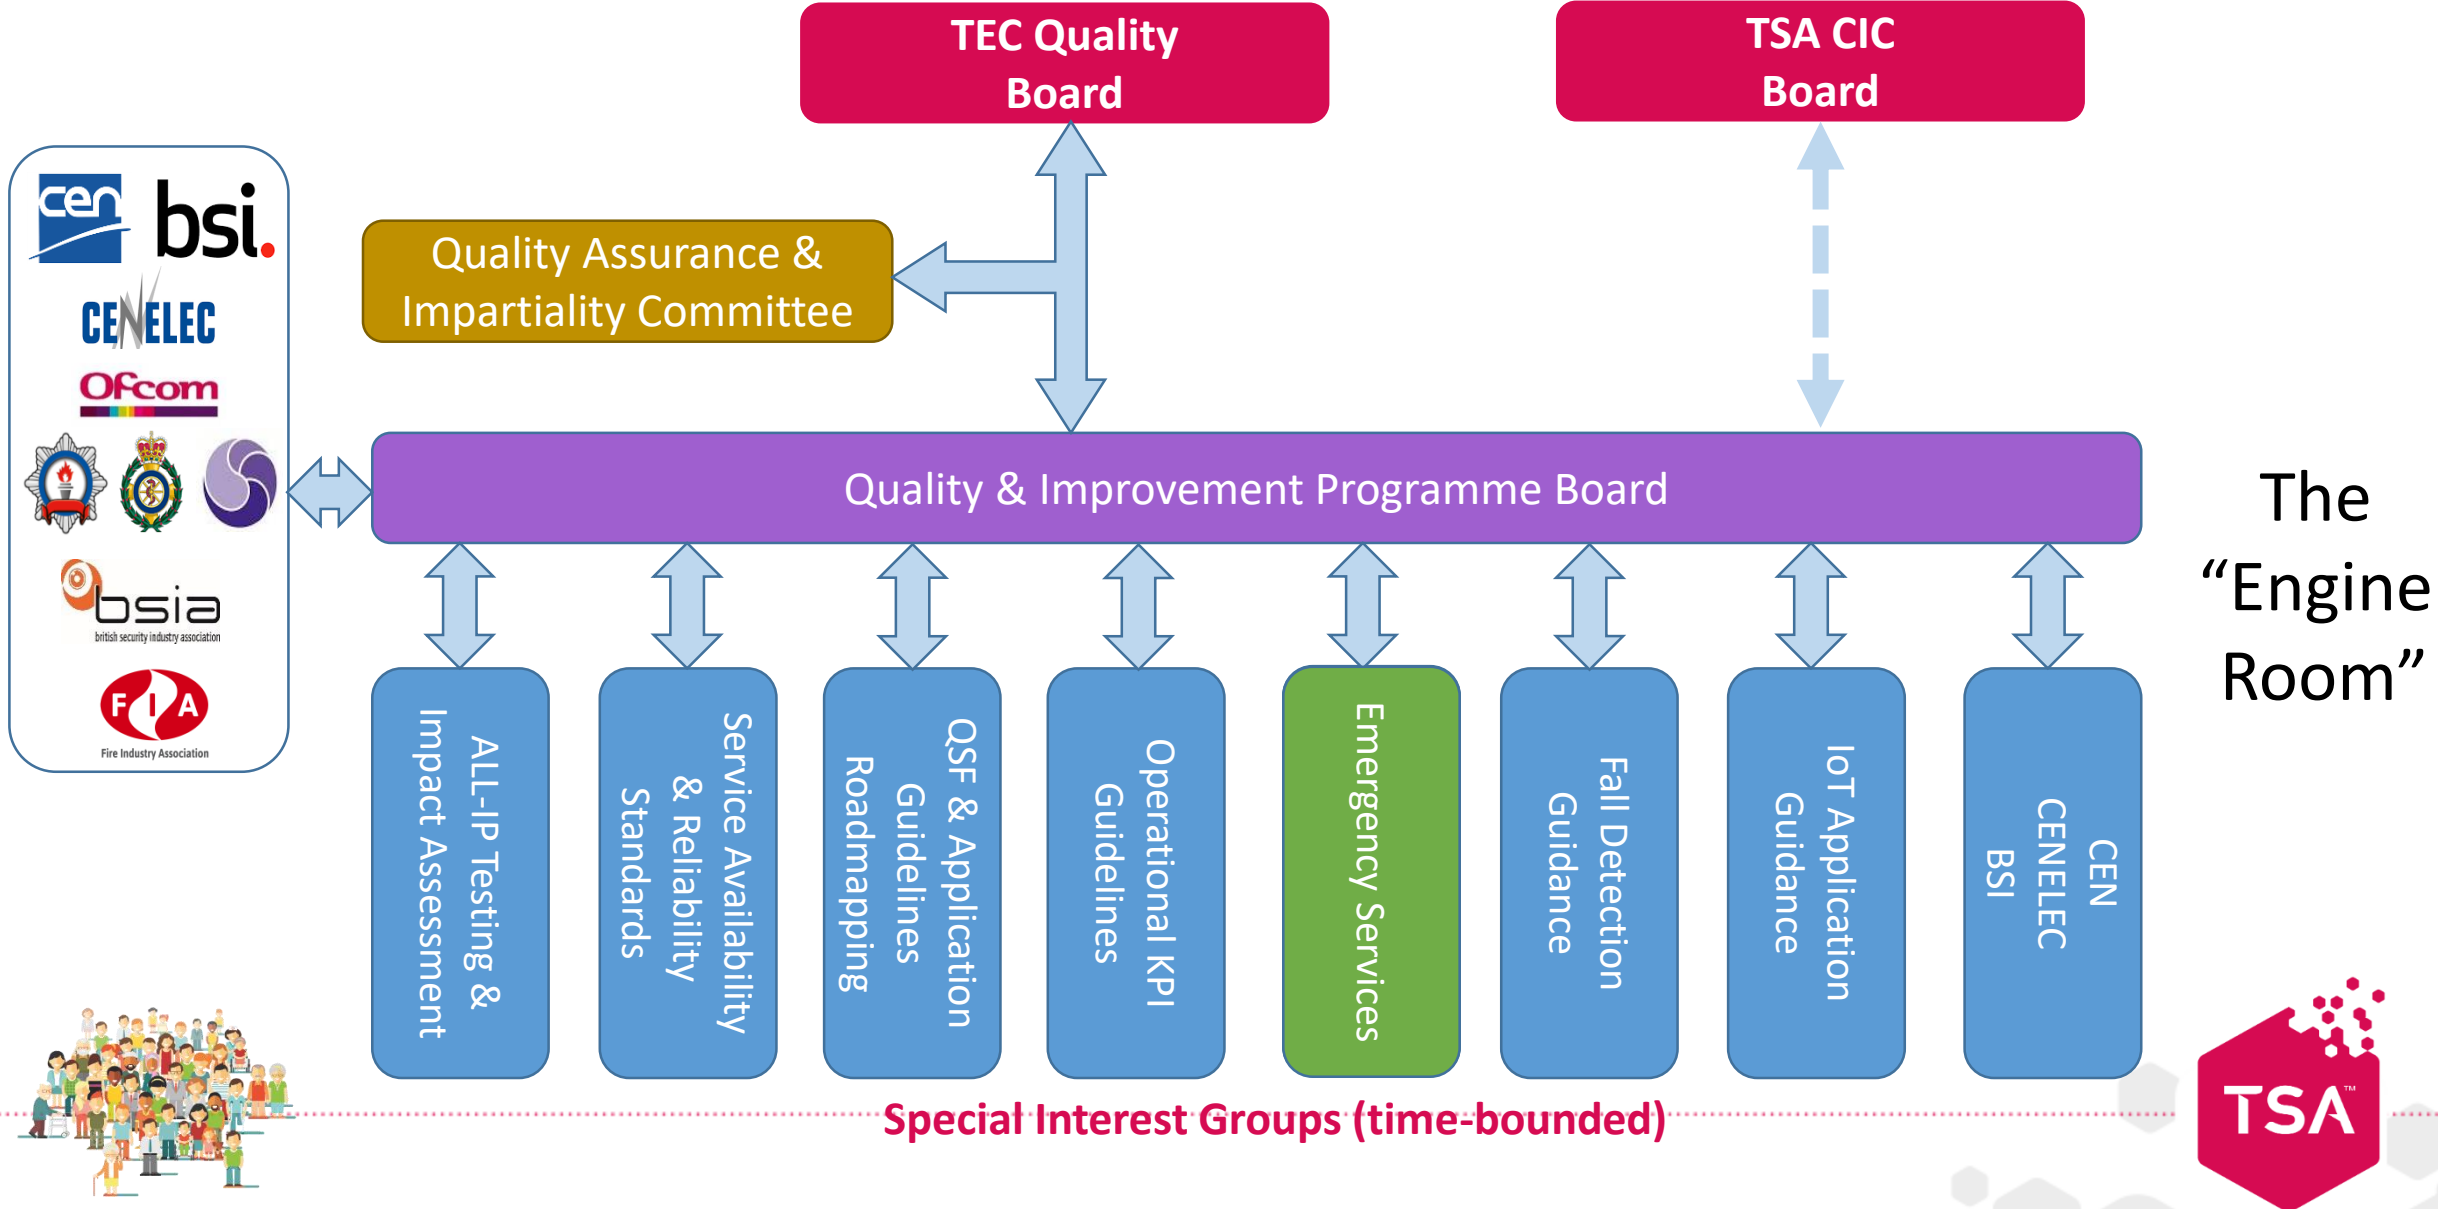 TEC Quality
Board
TSA CIC
Board
cen
bsi.
CENELEC
Ofcom
bsia
british security industry association
FIA
Fire Industry Association
Quality Assurance &
Impartiality Committee
Quality & Improvement Programme Board
The
“Engine
Room”
ALL-IP Testing &
Impact Assessment
Service Availability
& Reliability
Standards
QSF & Application
Guidelines
Roadmapping
Operational KPI
Guidelines
Emergency Services
Fall Detection
Guidance
IoT Application
Guidance
CEN
CENELEC
BSI
Special Interest Groups (time-bounded)
TSA™